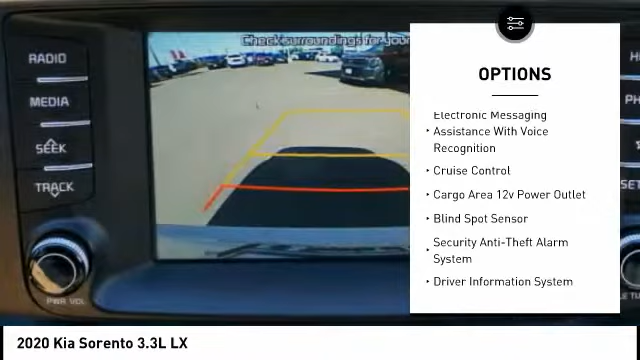 Check surroundings for your
RADIO
MEDIA
SEEK
TRACK
PWR VOL
OPTIONS
Electronic Messaging
• Assistance With Voice
Recognition
• Cruise Control
• Cargo Area 12v Power Outlet
• Blind Spot Sensor
• Security Anti-Theft Alarm
System
• Driver Information System
2020 Kia Sorento 3.3L LX